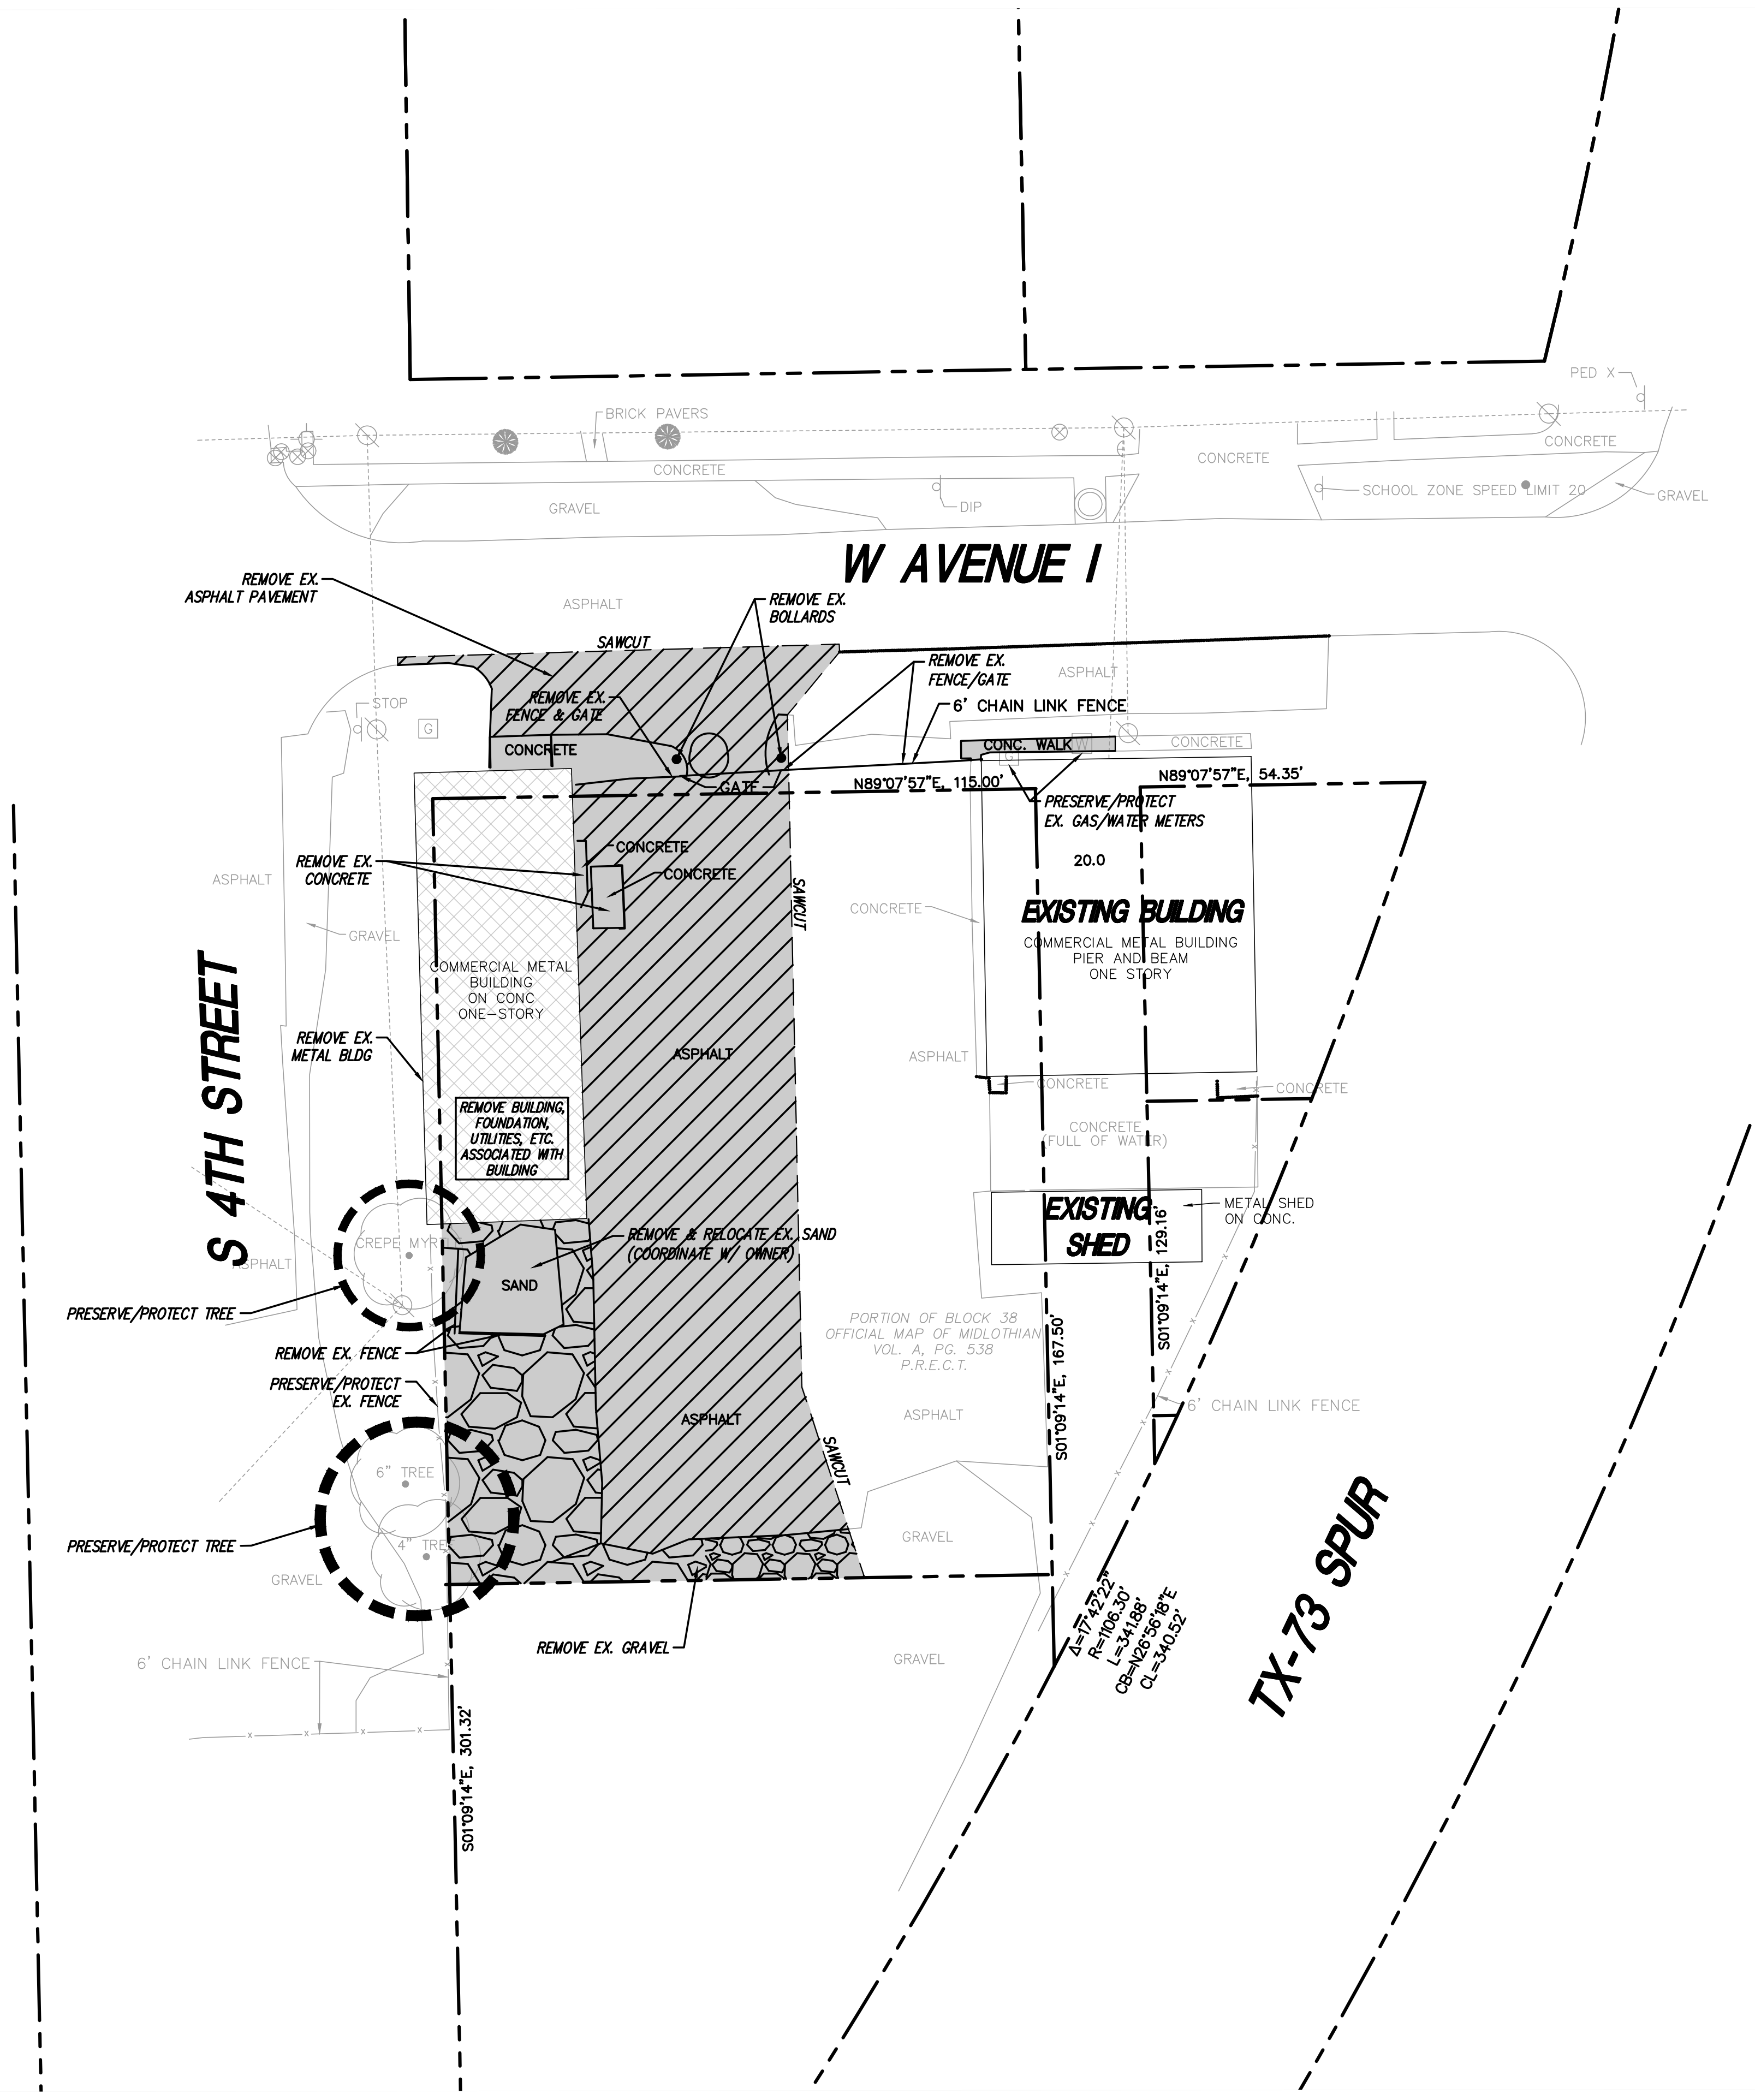 PED X
BRICK PAVERS
CONCRETE
CONCRETE
CONCRETE
SCHOOL ZONE SPEED LIMIT 20
GRAVEL
GRAVEL
DIP
W AVENUE I
REMOVE EX.
ASPHALT PAVEMENT
ASPHALT
REMOVE EX.
BOLLARDS
SAWCUT
REMOVE EX.
FENCE/GATE
ASPHALT
STOP
G
REMOVE EX.
FENCE & GATE
6' CHAIN LINK FENCE
CONCRETE
CONC. WALK
W
CONCRETE
G
GATE
N89°07'57"E, 115.00'
N89°07'57"E, 54.35'
PRESERVE/PROTECT
EX. GAS/WATER METERS
CONCRETE
20.0
REMOVE EX.
CONCRETE
CONCRETE
ASPHALT
SAWCUT
CONCRETE
EXISTING BUILDING
COMMERCIAL METAL BUILDING
PIER AND BEAM
ONE STORY
GRAVEL
COMMERCIAL METAL
BUILDING
ON CONC
ONE-STORY
S 4TH STREET
REMOVE EX.
METAL BLDG
ASPHALT
ASPHALT
CONCRETE
CONCRETE
REMOVE BUILDING,
FOUNDATION,
UTILITIES, ETC.
ASSOCIATED WITH
BUILDING
CONCRETE
(FULL OF WATER)
EXISTING
SHED
METAL SHED
ON CONC.
CREPE MYR
REMOVE & RELOCATE EX. SAND
(COORDINATE W/ OWNER)
ASPHALT
SAND
S01°09'14"E, 129.16'
PRESERVE/PROTECT TREE
PORTION OF BLOCK 38
OFFICIAL MAP OF MIDLOTHIAN
VOL. A, PG. 538
P.R.E.C.T.
S01°09'14"E, 167.50'
REMOVE EX. FENCE
PRESERVE/PROTECT
EX. FENCE
6' CHAIN LINK FENCE
ASPHALT
ASPHALT
SAWCUT
6" TREE
4" TRE
PRESERVE/PROTECT TREE
GRAVEL
GRAVEL
TX-73 SPUR
Δ=17°42'22"
R=1106.30'
L=341.88'
CB=N26°56'18"E
CL=340.52'
REMOVE EX. GRAVEL
GRAVEL
6' CHAIN LINK FENCE
S01°09'14"E, 301.32'